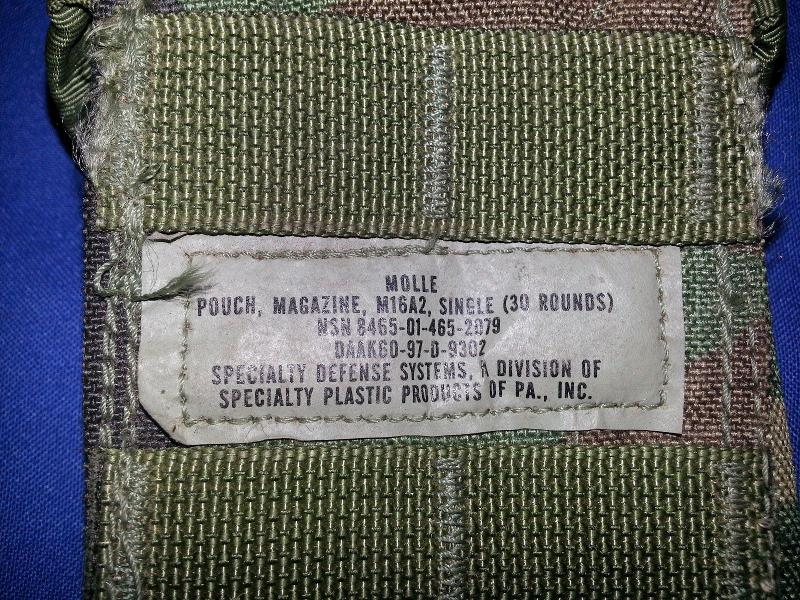 MOLLE
POUCH, MAGAZINE, M16A2, SINGLE (30 ROUNDS)
NSN 8465-01-465-2079
DAAK60-97-D-9302
SPECIALTY DEFENSE SYSTEMS, A DIVISION OF
SPECIALTY PLASTIC PRODUCTS OF PA., INC.